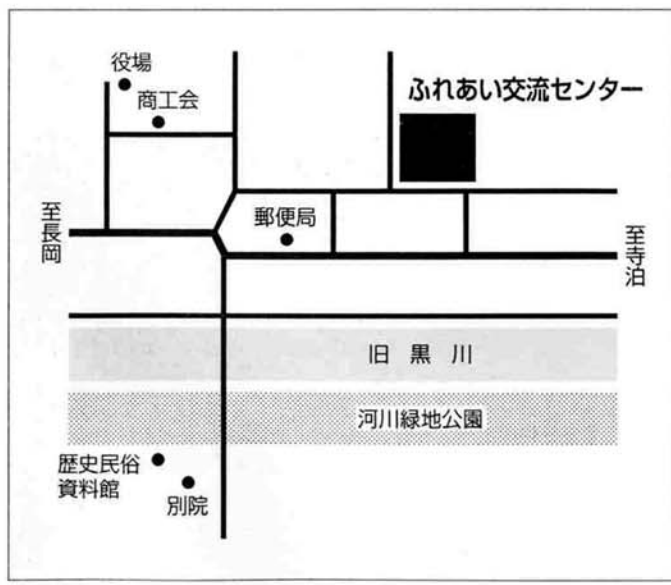 役場
商工会
ふれあい交流センター
至長岡
郵便局
至寺泊
旧黒川
河川緑地公園
歴史民俗
資料館
別院